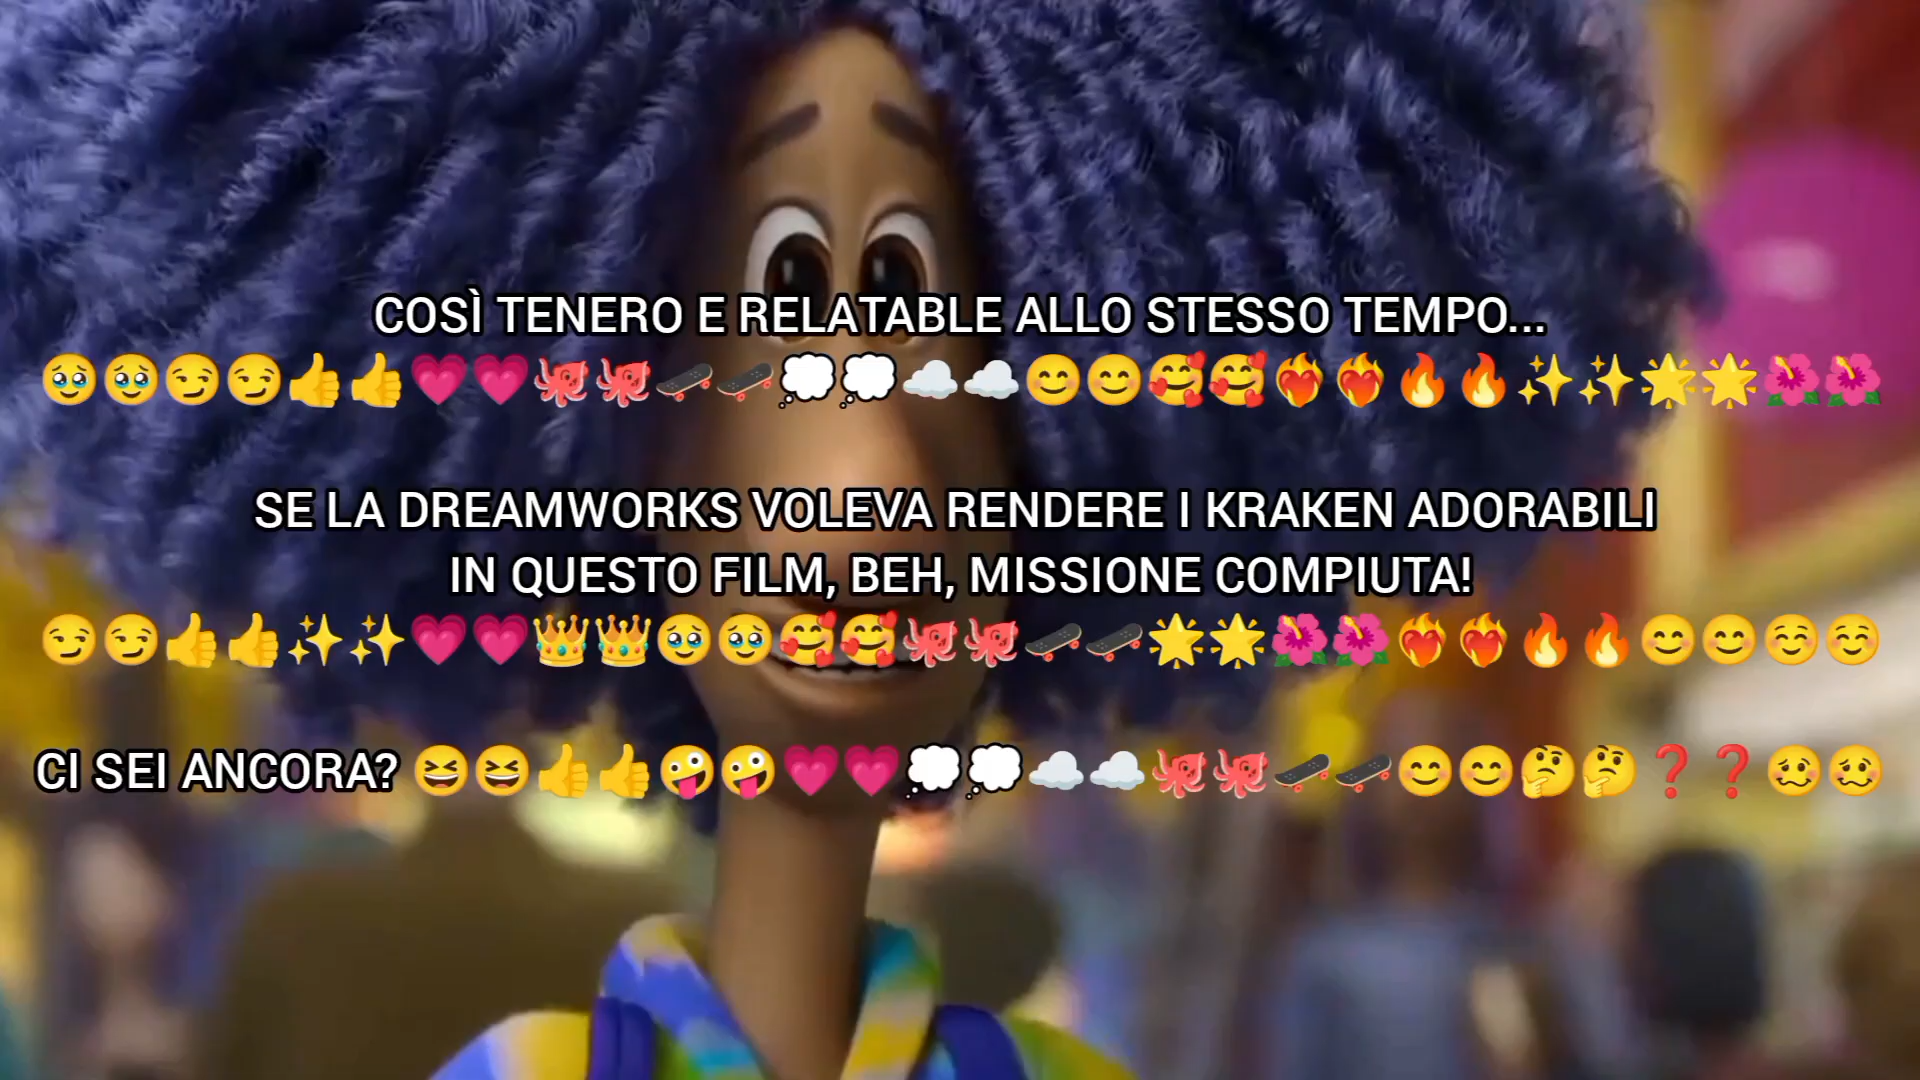 COSÌ TENERO E RELATABLE ALLO STESSO TEMPO...
🥹🥹😏😏👍👍💗💗🐙🐙🛹🛹💭💭☁️☁️😊😊🥰🥰❤️‍🔥❤️‍🔥🔥🔥✨✨🌟🌟🌺🌺
SE LA DREAMWORKS VOLEVA RENDERE I KRAKEN ADORABILI
IN QUESTO FILM, BEH, MISSIONE COMPIUTA!
😏😏👍👍✨✨💗💗👑👑🥹🥹🥰🥰🐙🐙🛹🛹🌟🌟🌺🌺❤️‍🔥❤️‍🔥🔥🔥😊😊☺️☺️
CI SEI ANCORA? 😆😆👍👍🤪🤪💗💗💭💭☁️☁️🐙🐙🛹🛹😊😊🤔🤔❓❓🥴🥴